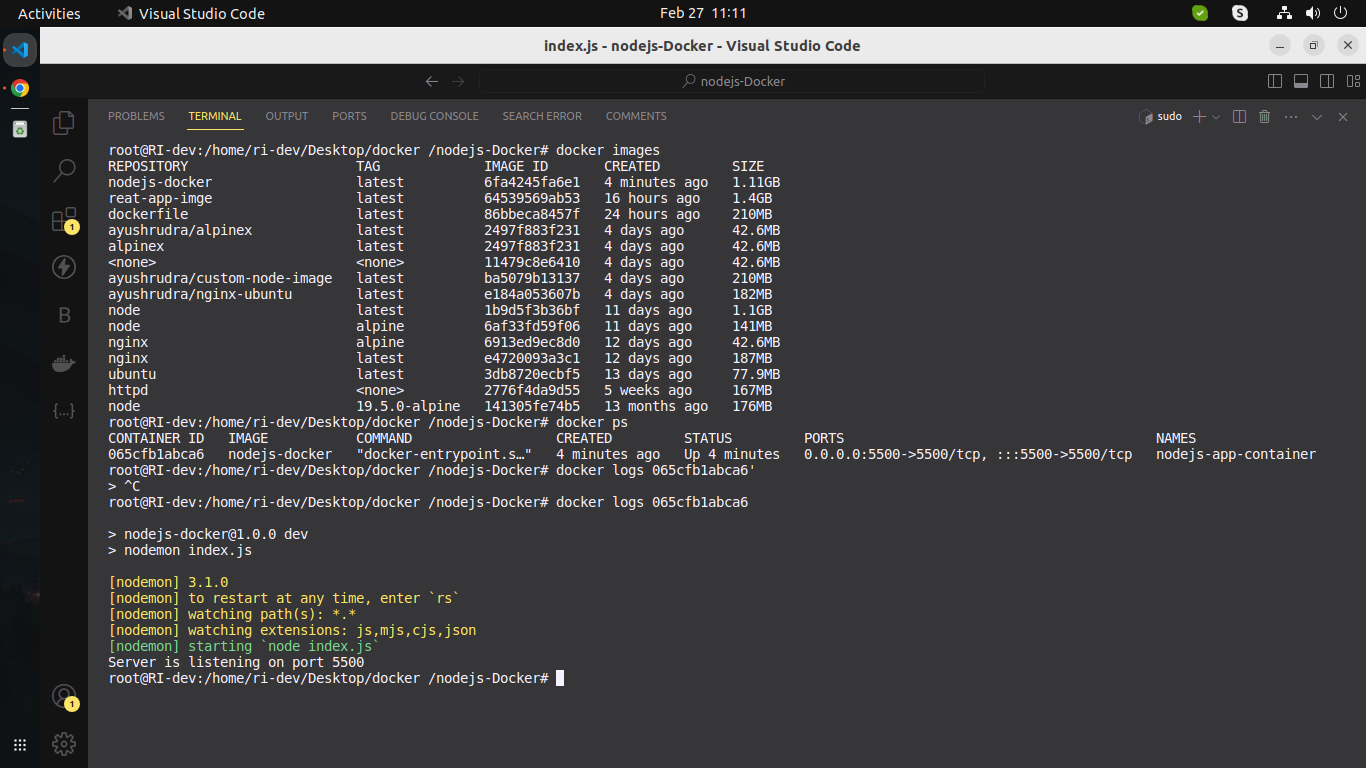 Activities Visual Studio Code Feb 27 11:11
index.js - nodejs-Docker - Visual Studio Code
nodejs-Docker
PROBLEMS TERMINAL OUTPUT PORTS DEBUG CONSOLE SEARCH ERROR COMMENTS sudo
root@RI-dev:/home/ri-dev/Desktop/docker /nodejs-Docker# docker images
REPOSITORY TAG IMAGE ID CREATED SIZE
nodejs-docker latest 6fa4245fa6e1 4 minutes ago 1.11GB
reat-app-imge latest 64539569ab53 16 hours ago 1.4GB
dockerfile latest 86bbeca8457f 24 hours ago 210MB
ayushrudra/alpinex latest 2497f883f231 4 days ago 42.6MB
alpinex latest 2497f883f231 4 days ago 42.6MB
<none> <none> 11479c8e6410 4 days ago 42.6MB
ayushrudra/custom-node-image latest ba5079b13137 4 days ago 210MB
ayushrudra/nginx-ubuntu latest e184a053607b 4 days ago 182MB
node latest 1b9d5f3b36bf 11 days ago 1.1GB
node alpine 6af33fd59f06 11 days ago 141MB
nginx alpine 6913ed9ec8d0 12 days ago 42.6MB
nginx latest e4720093a3c1 12 days ago 187MB
ubuntu latest 3db8720ecbf5 13 days ago 77.9MB
httpd <none> 2776f4da9d55 5 weeks ago 167MB
node 19.5.0-alpine 141305fe74b5 13 months ago 176MB
root@RI-dev:/home/ri-dev/Desktop/docker /nodejs-Docker# docker ps
CONTAINER ID IMAGE COMMAND CREATED STATUS PORTS NAMES
065cfb1abca6 nodejs-docker "docker-entrypoint.s…" 4 minutes ago Up 4 minutes 0.0.0.0:5500->5500/tcp, :::5500->5500/tcp nodejs-app-container
root@RI-dev:/home/ri-dev/Desktop/docker /nodejs-Docker# docker logs 065cfb1abca6'
> ^C
root@RI-dev:/home/ri-dev/Desktop/docker /nodejs-Docker# docker logs 065cfb1abca6
> nodejs-docker@1.0.0 dev
> nodemon index.js
[nodemon] 3.1.0
[nodemon] to restart at any time, enter `rs`
[nodemon] watching path(s): *.*
[nodemon] watching extensions: js,mjs,cjs,json
[nodemon] starting `node index.js`
Server is listening on port 5500
root@RI-dev:/home/ri-dev/Desktop/docker /nodejs-Docker#
1
B
1